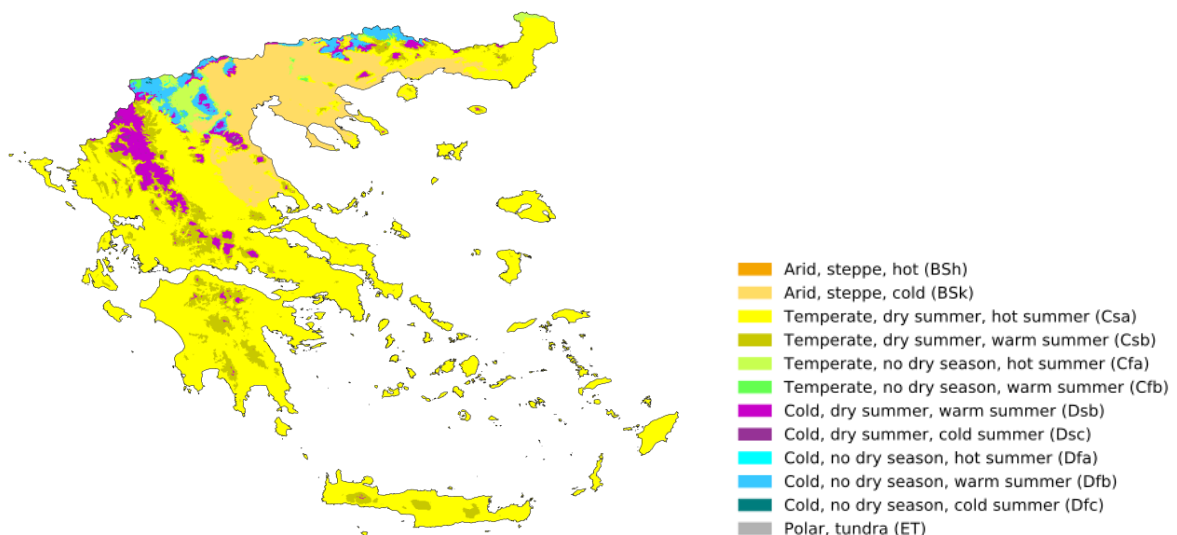 Arid, steppe, hot (BSh)
Arid, steppe, cold (BSk)
Temperate, dry summer, hot summer (Csa)
Temperate, dry summer, warm summer (Csb)
Temperate, no dry season, hot summer (Cfa)
Temperate, no dry season, warm summer (Cfb)
Cold, dry summer, warm summer (Dsb)
Cold, dry summer, cold summer (Dsc)
Cold, no dry season, hot summer (Dfa)
Cold, no dry season, warm summer (Dfb)
Cold, no dry season, cold summer (Dfc)
Polar, tundra (ET)